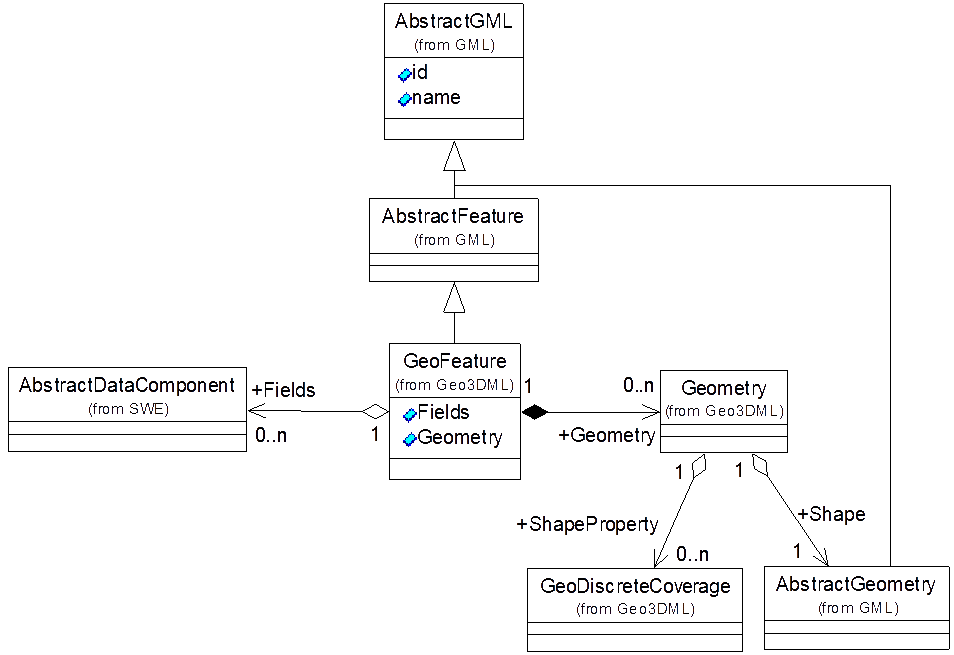 AbstractGML
(from GML)
id
name
AbstractFeature
(from GML)
GeoFeature
(from Geo3DML)
Fields
Geometry
AbstractDataComponent
(from SWE)
+Fields
0..n
1
1
0..n
+Geometry
Geometry
(from Geo3DML)
1
1
+ShapeProperty
0..n
+Shape
1
GeoDiscreteCoverage
(from Geo3DML)
AbstractGeometry
(from GML)